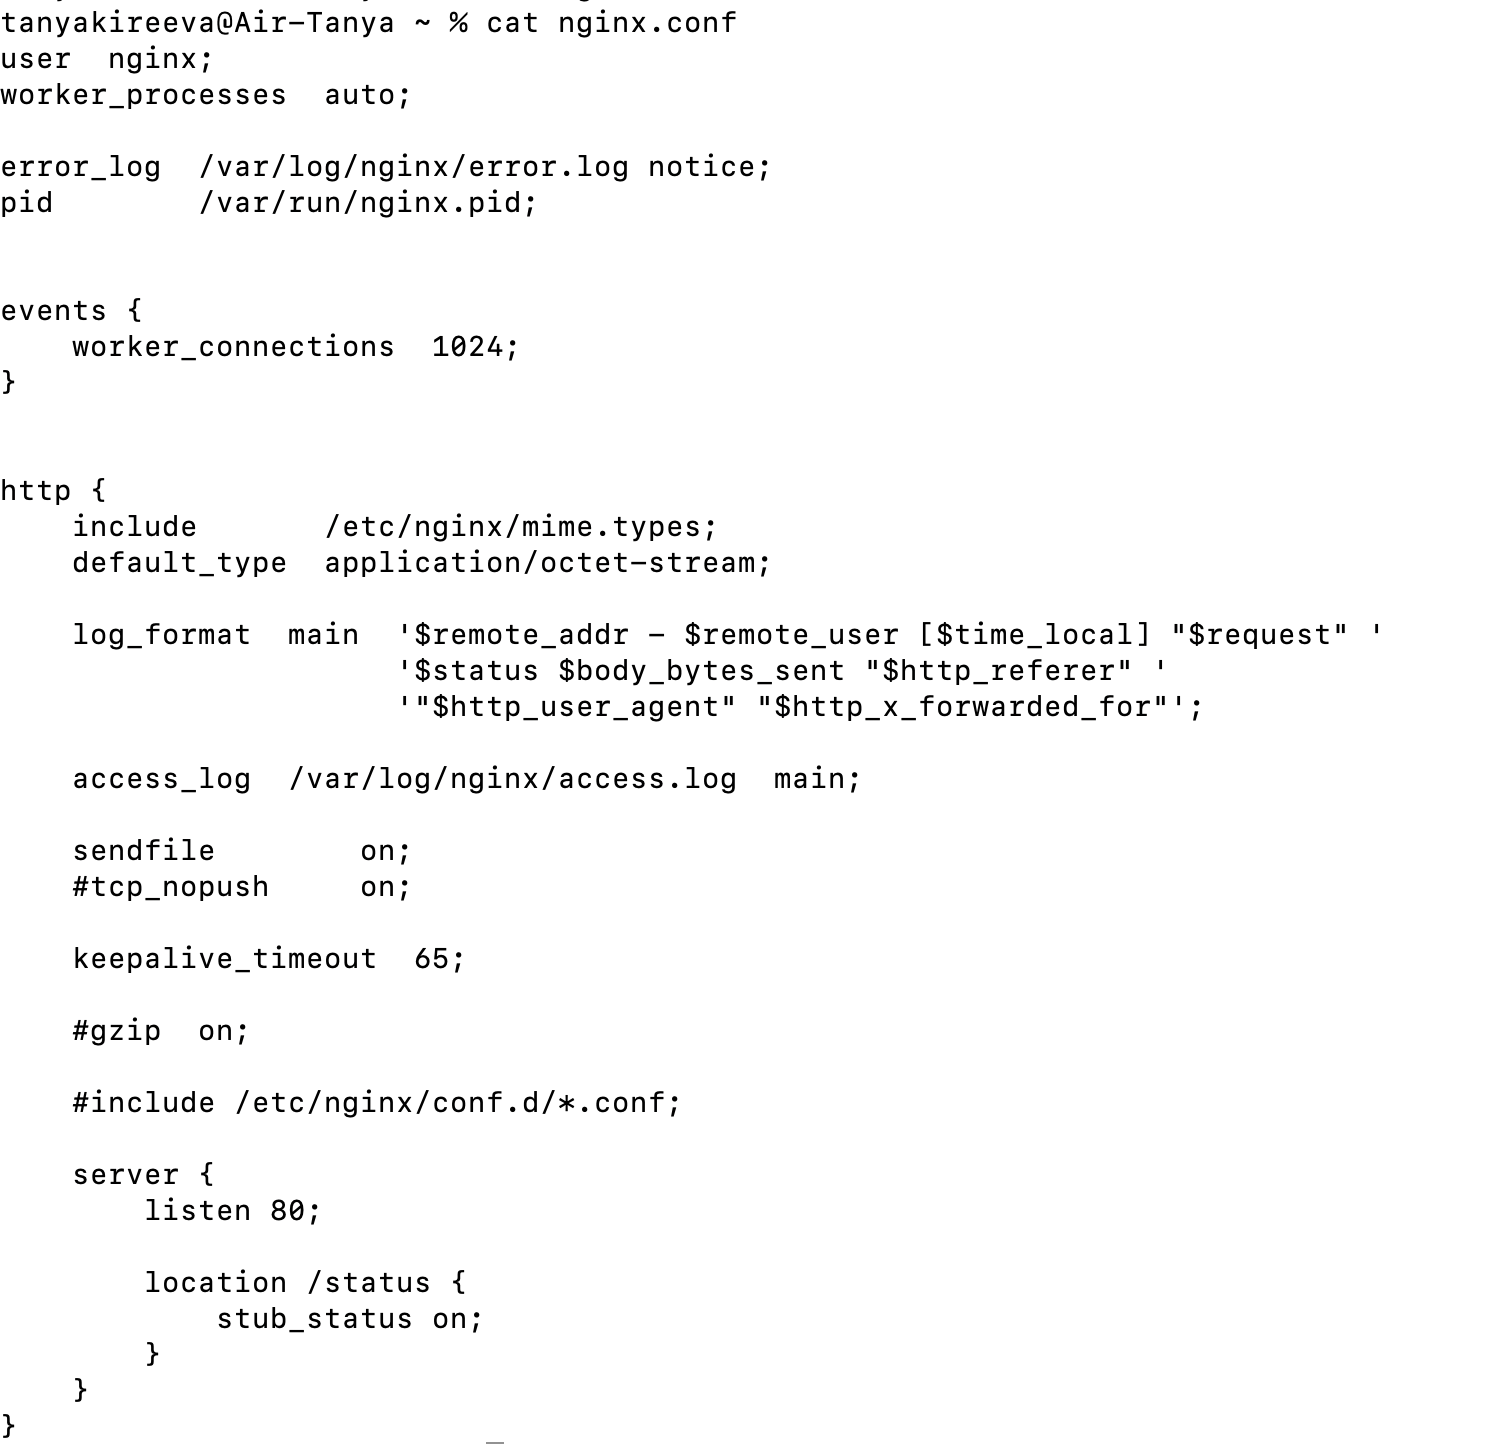 tanyakireeva@Air-Tanya ~ % cat nginx.conf
user  nginx;
worker_processes  auto;

error_log  /var/log/nginx/error.log notice;
pid        /var/run/nginx.pid;


events {
    worker_connections  1024;
}


http {
    include       /etc/nginx/mime.types;
    default_type  application/octet-stream;

    log_format  main  '$remote_addr - $remote_user [$time_local] "$request" '
                      '$status $body_bytes_sent "$http_referer" '
                      '"$http_user_agent" "$http_x_forwarded_for"';

    access_log  /var/log/nginx/access.log  main;

    sendfile        on;
    #tcp_nopush     on;

    keepalive_timeout  65;

    #gzip  on;

    #include /etc/nginx/conf.d/*.conf;

    server {
        listen 80;

        location /status {
            stub_status on;
        }
    }
}